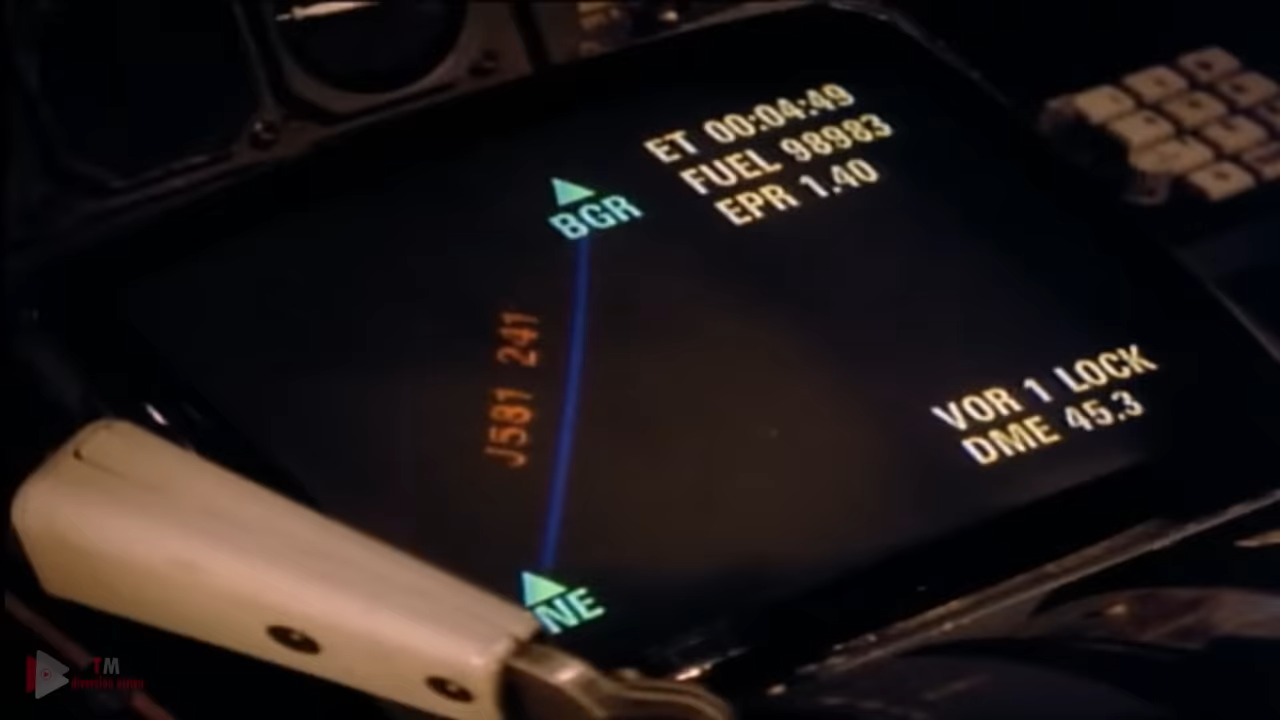 ET 00:04:49
FUEL 98983
EPR 1.40
BGR
J581 241
VOR 1 LOCK
DME 45.3
NE
TM